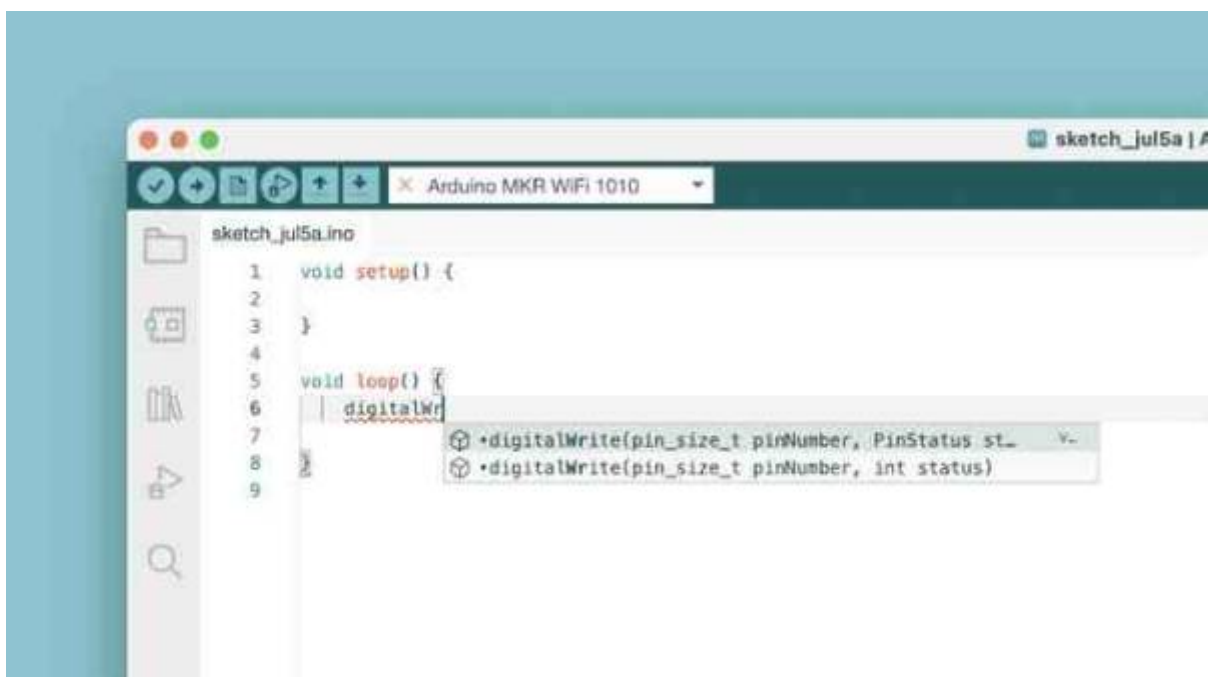 sketch_jul5a | A
Arduino MKR WiFi 1010
sketch_jul5a.ino
1 void setup() {
2
3 }
4
5 void loop() {
6 digitalWr
7
8 }
9
•digitalWrite(pin_size_t pinNumber, PinStatus st… v…
•digitalWrite(pin_size_t pinNumber, int status)